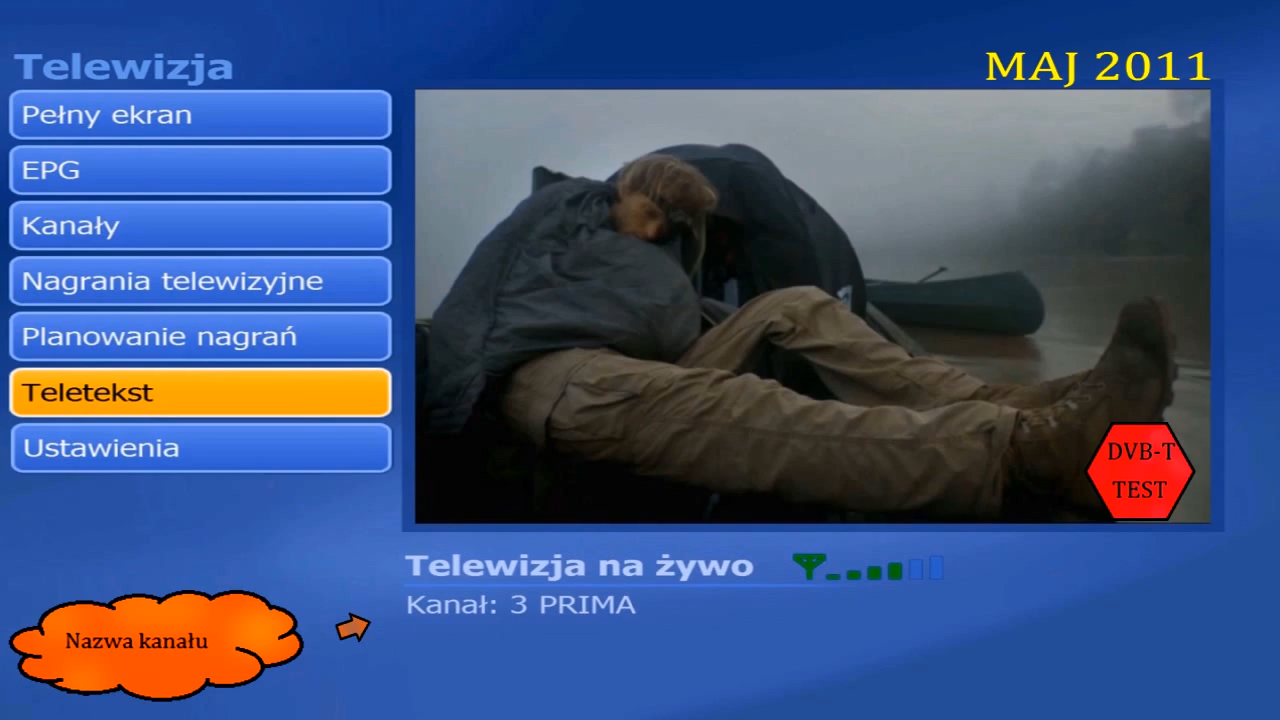 Telewizja
MAJ 2011
Pełny ekran
EPG
Kanały
Nagrania telewizyjne
Planowanie nagrań
Teletekst
Ustawienia
DVB-T
TEST
Telewizja na żywo
Kanał: 3 PRIMA
Nazwa kanału